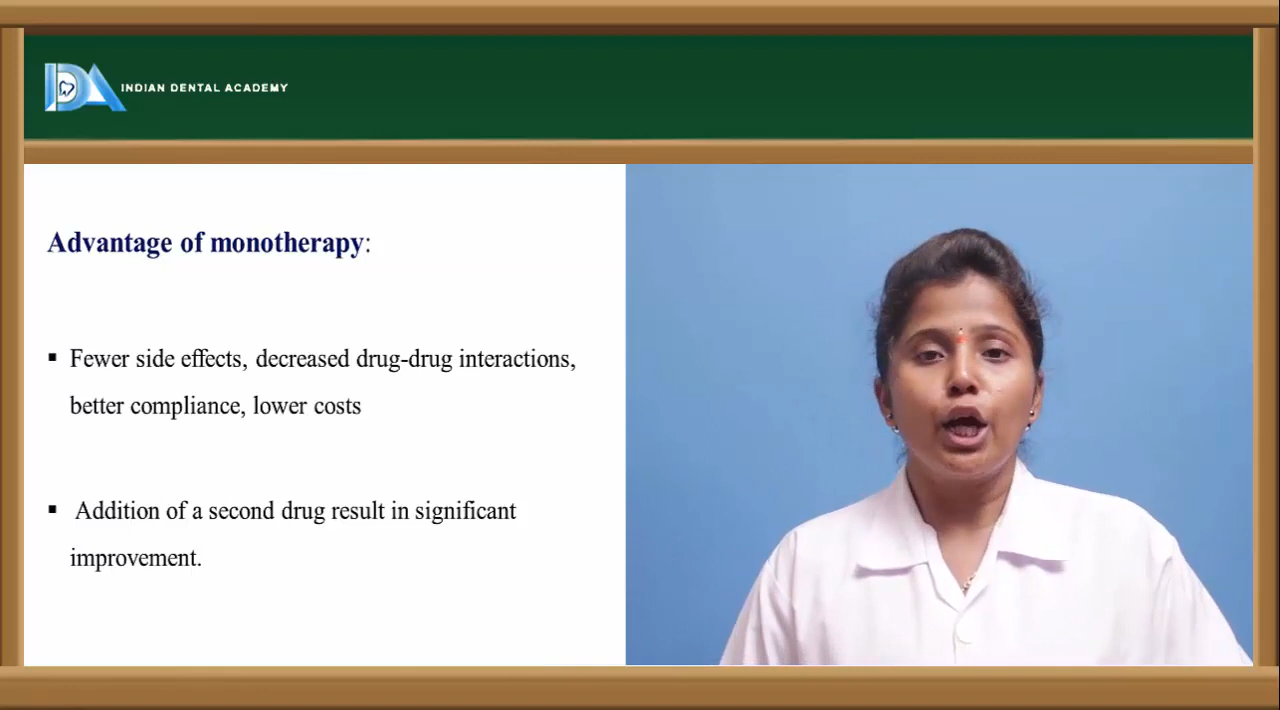 INDIAN DENTAL ACADEMY
Advantage of monotherapy:
▪ Fewer side effects, decreased drug-drug interactions,
better compliance, lower costs
▪ Addition of a second drug result in significant
improvement.